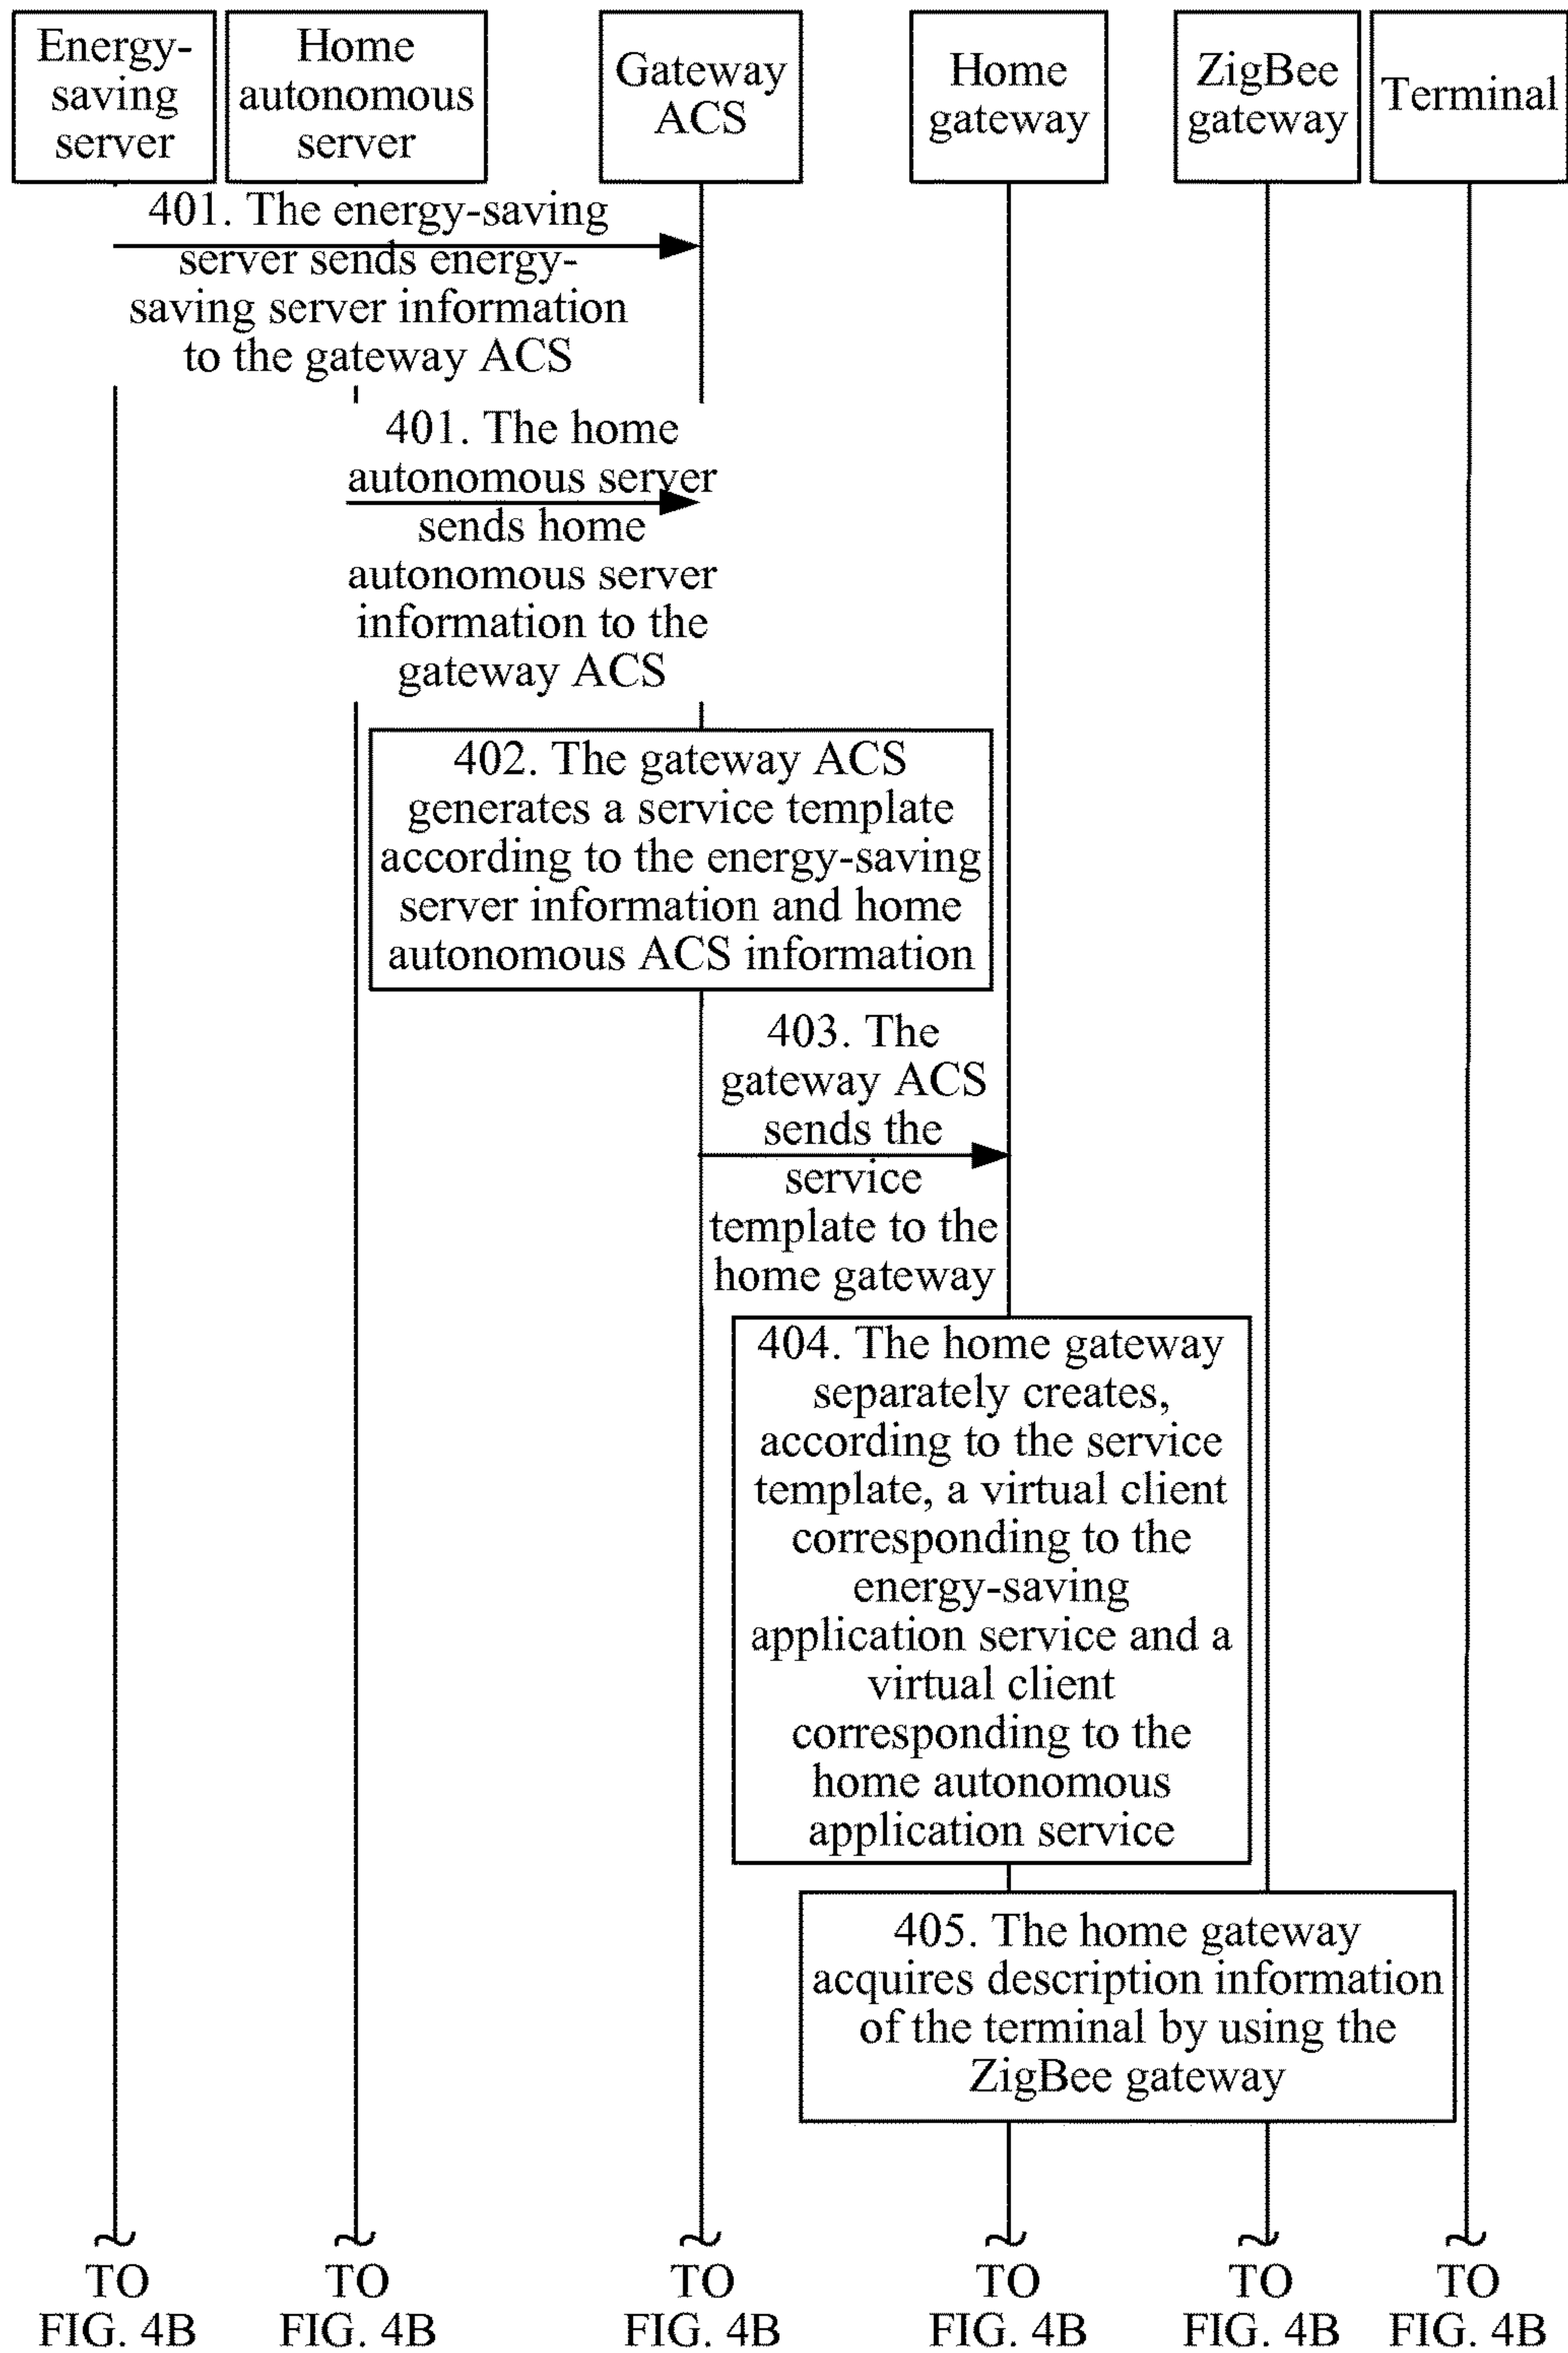 Energy-
saving
server
Home
autonomous
server
Gateway
ACS
Home
gateway
ZigBee
gateway
Terminal
401. The energy-saving
server sends energy-
saving server information
to the gateway ACS
401. The home
autonomous server
sends home
autonomous server
information to the
gateway ACS
402. The gateway ACS
generates a service template
according to the energy-saving
server information and home
autonomous ACS information
403. The
gateway ACS
sends the
service
template to the
home gateway
404. The home gateway
separately creates,
according to the service
template, a virtual client
corresponding to the
energy-saving
application service and a
virtual client
corresponding to the
home autonomous
application service
405. The home gateway
acquires description information
of the terminal by using the
ZigBee gateway
TO
FIG. 4B
TO
FIG. 4B
TO
FIG. 4B
TO
FIG. 4B
TO
FIG. 4B
TO
FIG. 4B